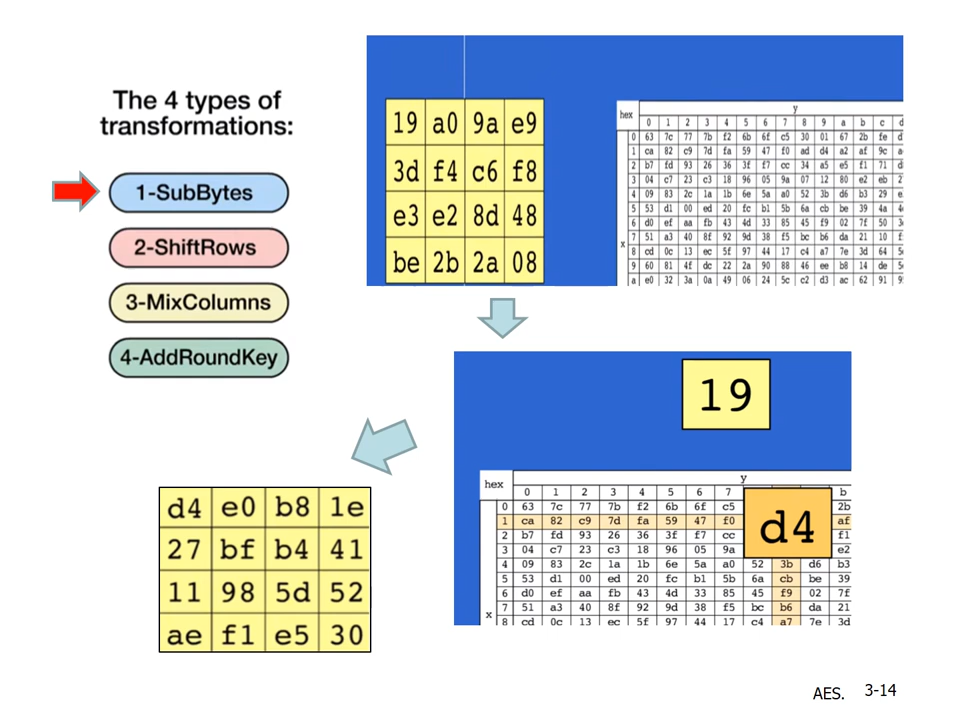 The 4 types of
transformations:
1-SubBytes
2-ShiftRows
3-MixColumns
4-AddRoundKey
19 a0 9a e9
3d f4 c6 f8
e3 e2 8d 48
be 2b 2a 08
hex y
0 1 2 3 4 5 6 7 8 9 a b c
0 63 7c 77 7b f2 6b 6f c5 30 01 67 2b fe
1 ca 82 c9 7d fa 59 47 f0 ad d4 a2 af 9c
2 b7 fd 93 26 36 3f f7 cc 34 a5 e5 f1 71
3 04 c7 23 c3 18 96 05 9a 07 12 80 e2 eb
4 09 83 2c 1a 1b 6e 5a a0 52 3b d6 b3 29
5 53 d1 00 ed 20 fc b1 5b 6a cb be 39 4a
6 d0 ef aa fb 43 4d 33 85 45 f9 02 7f 50
7 51 a3 40 8f 92 9d 38 f5 bc b6 da 21 10
x
8 cd 0c 13 ec 5f 97 44 17 c4 a7 7e 3d 64
9 60 81 4f dc 22 2a 90 88 46 ee b8 14 de
a e0 32 3a 0a 49 06 24 5c c2 d3 ac 62 91
19
hex y
0 1 2 3 4 5 6 7 b
0 63 7c 77 7b f2 6b 6f c5 2b
1 ca 82 c9 7d fa 59 47 f0 af
d4
2 b7 fd 93 26 36 3f f7 cc f1
3 04 c7 23 c3 18 96 05 9a e2
4 09 83 2c 1a 1b 6e 5a a0 52 3b d6 b3
5 53 d1 00 ed 20 fc b1 5b 6a cb be 39
6 d0 ef aa fb 43 4d 33 85 45 f9 02 7f
x 7 51 a3 40 8f 92 9d 38 f5 bc b6 da 21
8 cd 0c 13 ec 5f 97 44 17 c4 a7 7e 3d
d4 e0 b8 1e
27 bf b4 41
11 98 5d 52
ae f1 e5 30
AES. 3-14